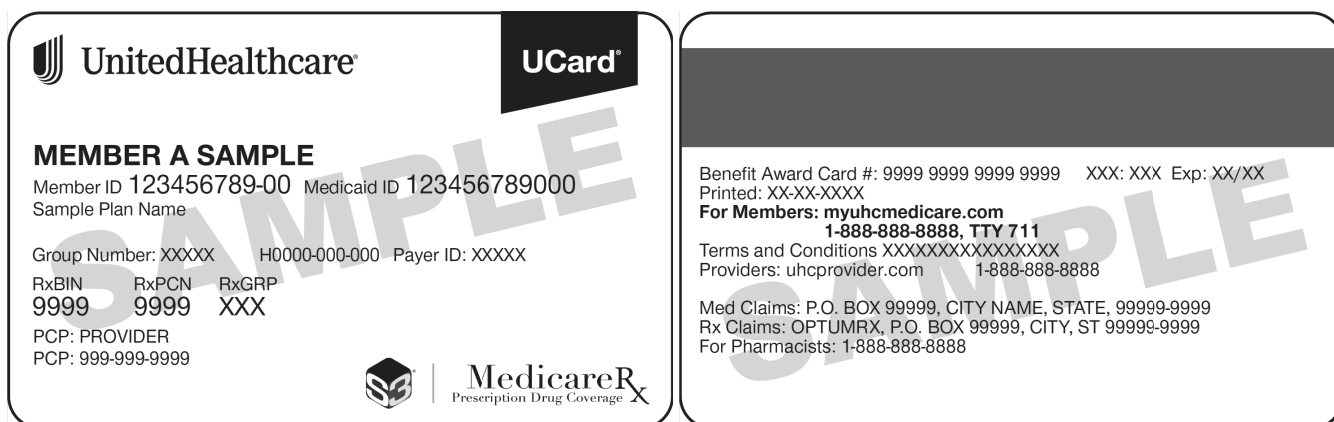 UnitedHealthcare®
UCard®
SAMPLE
MEMBER A SAMPLE
Member ID 123456789-00 Medicaid ID 123456789000
Sample Plan Name
Group Number: XXXXX H0000-000-000 Payer ID: XXXXX
RxBIN RxPCN RxGRP
9999 9999 XXX
PCP: PROVIDER
PCP: 999-999-9999
S3
MedicareRx
Prescription Drug Coverage
SAMPLE
Benefit Award Card #: 9999 9999 9999 9999 XXX: XXX Exp: XX/XX
Printed: XX-XX-XXXX
For Members: myuhcmedicare.com
1-888-888-8888, TTY 711
Terms and Conditions XXXXXXXXXXXXXXXX
Providers: uhcprovider.com 1-888-888-8888
Med Claims: P.O. BOX 99999, CITY NAME, STATE, 99999-9999
Rx Claims: OPTUMRX, P.O. BOX 99999, CITY, ST 99999-9999
For Pharmacists: 1-888-888-8888